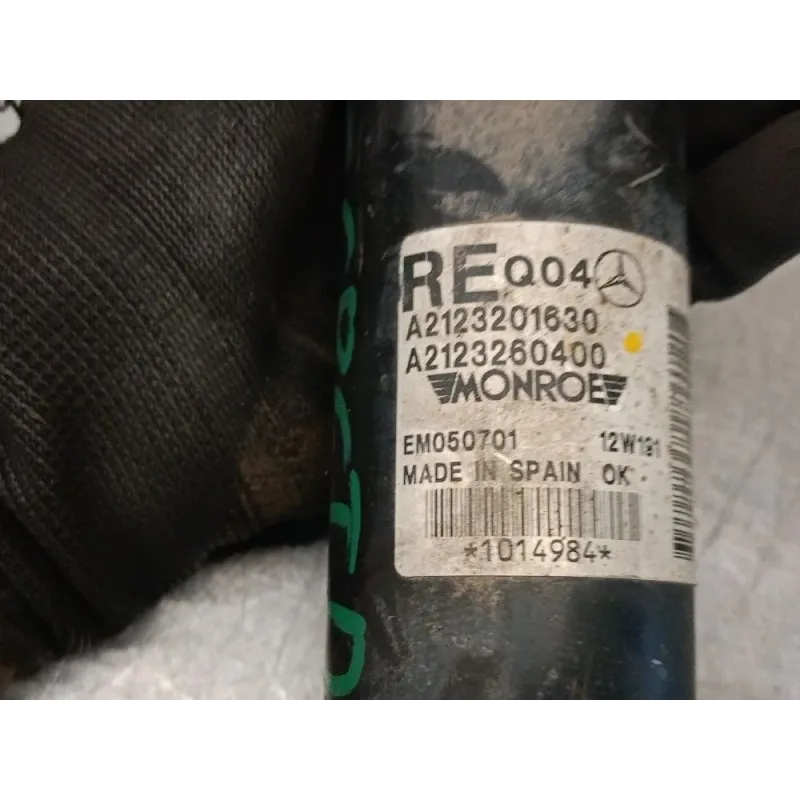 RE Q04
A2123201630
A2123260400
MONROE
EM050701 12W191
MADE IN SPAIN OK
*1014984*